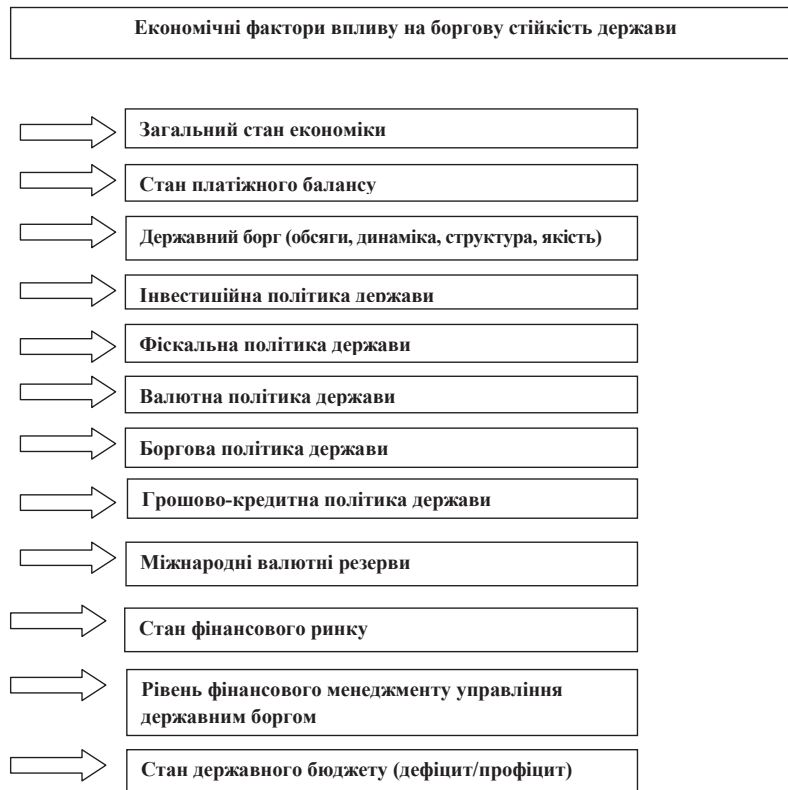 Економічні фактори впливу на боргову стійкість держави
Загальний стан економіки
Стан платіжного балансу
Державний борг (обсяги, динаміка, структура, якість)
Інвестиційна політика держави
Фіскальна політика держави
Валютна політика держави
Боргова політика держави
Грошово-кредитна політика держави
Міжнародні валютні резерви
Стан фінансового ринку
Рівень фінансового менеджменту управління
державним боргом
Стан державного бюджету (дефіцит/профіцит)